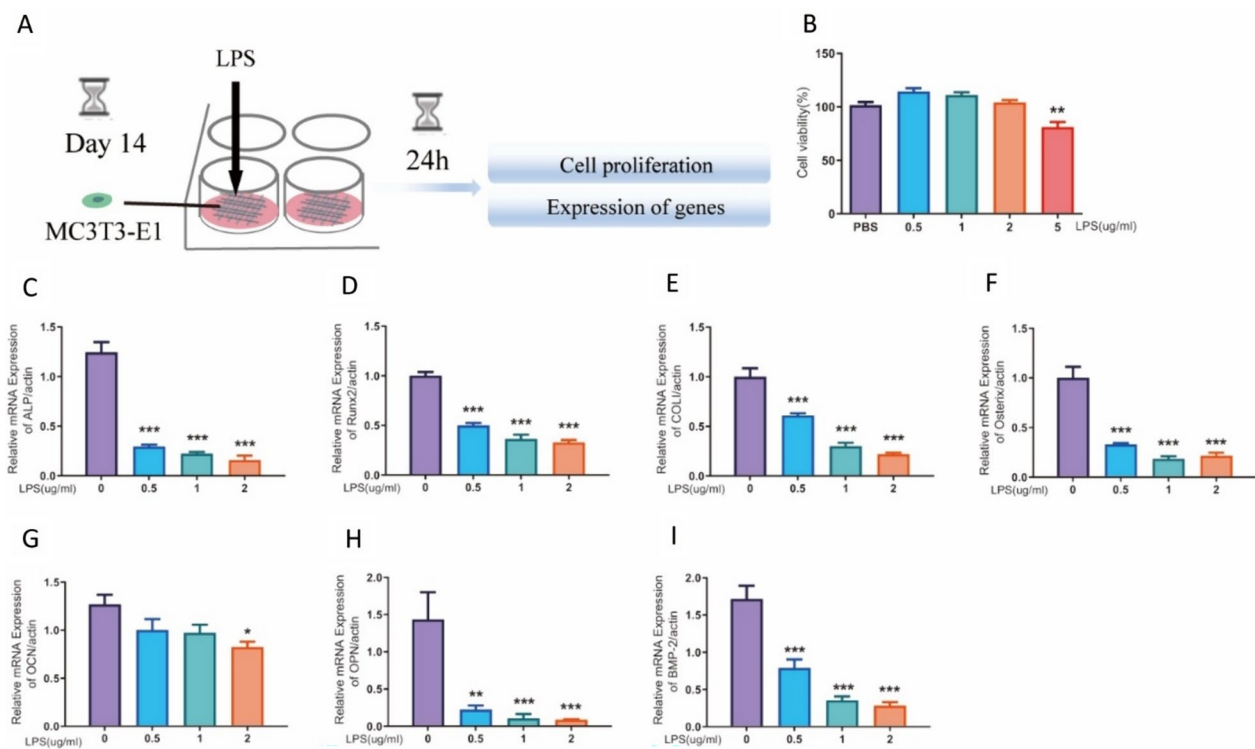 A
LPS
Day 14
24h
MC3T3-E1
Cell proliferation
Expression of genes
B
Cell viability(%)
150
100
50
0
**
PBS 0.5 1 2 5 LPS(ug/ml)
C
Relative mRNA Expression
of ALP/actin
1.5
1.0
0.5
0.0
*** *** ***
LPS(ug/ml) 0 0.5 1 2
D
Relative mRNA Expression
of Runx2/actin
1.5
1.0
0.5
0.0
*** *** ***
LPS(ug/ml) 0 0.5 1 2
E
Relative mRNA Expression
of COLI/actin
1.5
1.0
0.5
0.0
*** *** ***
LPS(ug/ml) 0 0.5 1 2
F
Relative mRNA Expression
of Osterix/actin
1.5
1.0
0.5
0.0
*** *** ***
LPS(ug/ml) 0 0.5 1 2
G
Relative mRNA Expression
of OCN/actin
1.5
1.0
0.5
0.0
*
LPS(ug/ml) 0 0.5 1 2
H
Relative mRNA Expression
of OPN/actin
2.0
1.5
1.0
0.5
0.0
** *** ***
LPS(ug/ml) 0 0.5 1 2
I
Relative mRNA Expression
of BMP-2/actin
2.0
1.5
1.0
0.5
0.0
*** *** ***
LPS(ug/ml) 0 0.5 1 2